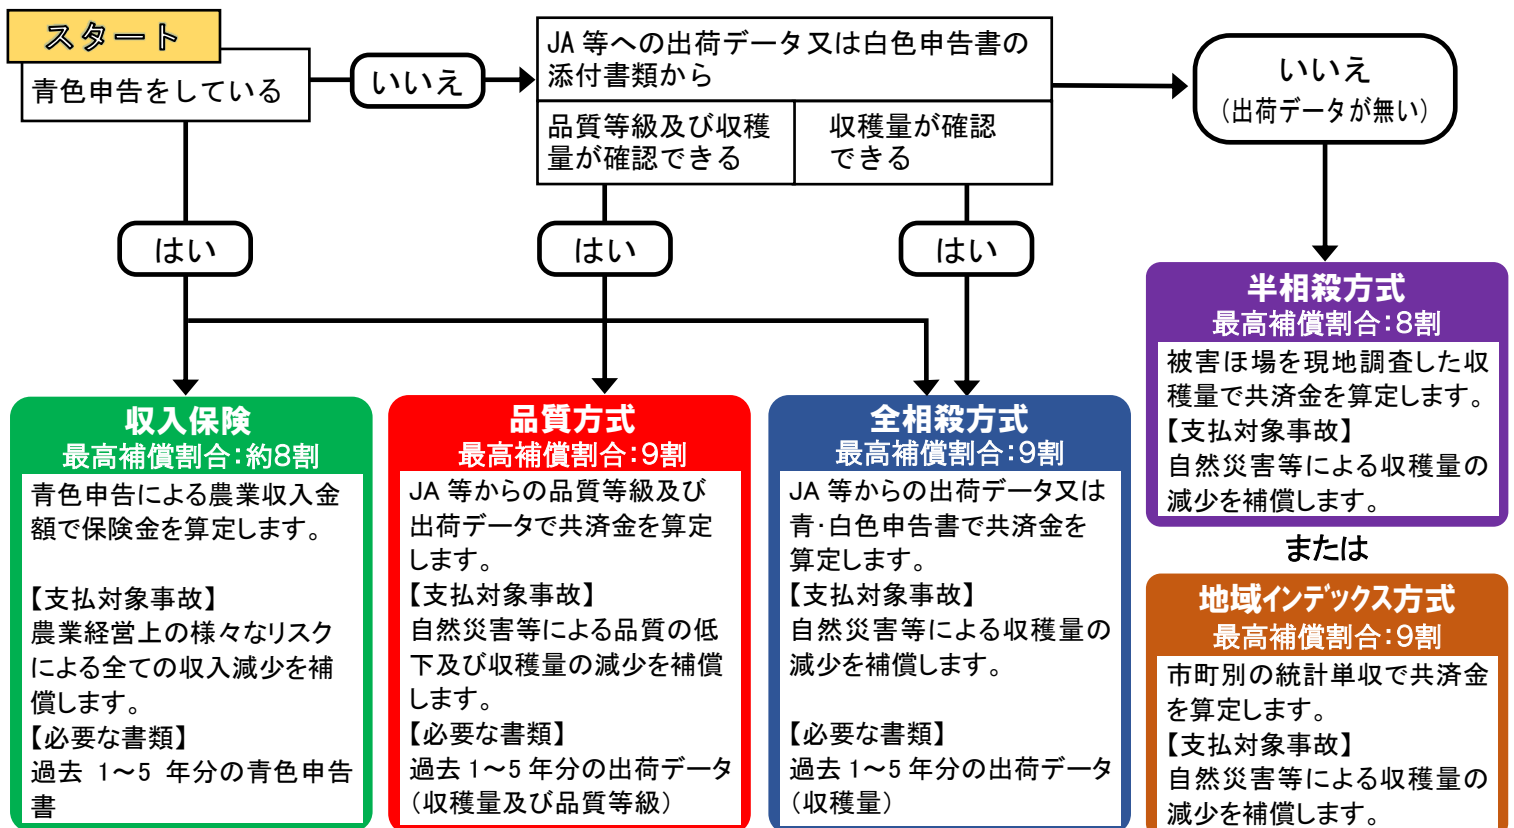 スタート
青色申告をしている
いいえ
JA 等への出荷データ又は白色申告書の
添付書類から
品質等級及び収穫
量が確認できる
収穫量が確認
できる
いいえ
（出荷データが無い）
はい
はい
はい
収入保険
最高補償割合：約8割
青色申告による農業収入金
額で保険金を算定します。
【支払対象事故】
農業経営上の様々なリスク
による全ての収入減少を補
償します。
【必要な書類】
過去 1～5 年分の青色申告
書
品質方式
最高補償割合：9割
JA 等からの品質等級及び
出荷データで共済金を算定
します。
【支払対象事故】
自然災害等による品質の低
下及び収穫量の減少を補償
します。
【必要な書類】
過去 1～5 年分の出荷データ
（収穫量及び品質等級）
全相殺方式
最高補償割合：9割
JA 等からの出荷データ又は
青・白色申告書で共済金を
算定します。
【支払対象事故】
自然災害等による収穫量の
減少を補償します。
【必要な書類】
過去 1～5 年分の出荷データ
（収穫量）
半相殺方式
最高補償割合：8割
被害ほ場を現地調査した収
穫量で共済金を算定します。
【支払対象事故】
自然災害等による収穫量の
減少を補償します。
または
地域インデックス方式
最高補償割合：9割
市町別の統計単収で共済金
を算定します。
【支払対象事故】
自然災害等による収穫量の
減少を補償します。